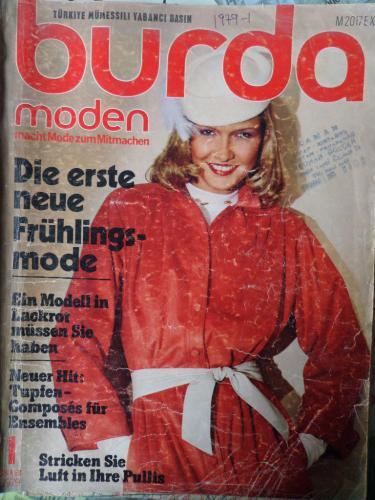 TÜRKİYE MÜMESSİLİ YABANCI BASIN
1979-1
M2017EX
burda
moden
macht Mode zum Mitmachen
Die erste
neue
Frühlings-
mode
Ein Modell in
Lackrot
müssen Sie
haben
Neuer Hit:
Tupfen-
Composés für
Ensembles
1
Stricken Sie
Luft in Ihre Pullis